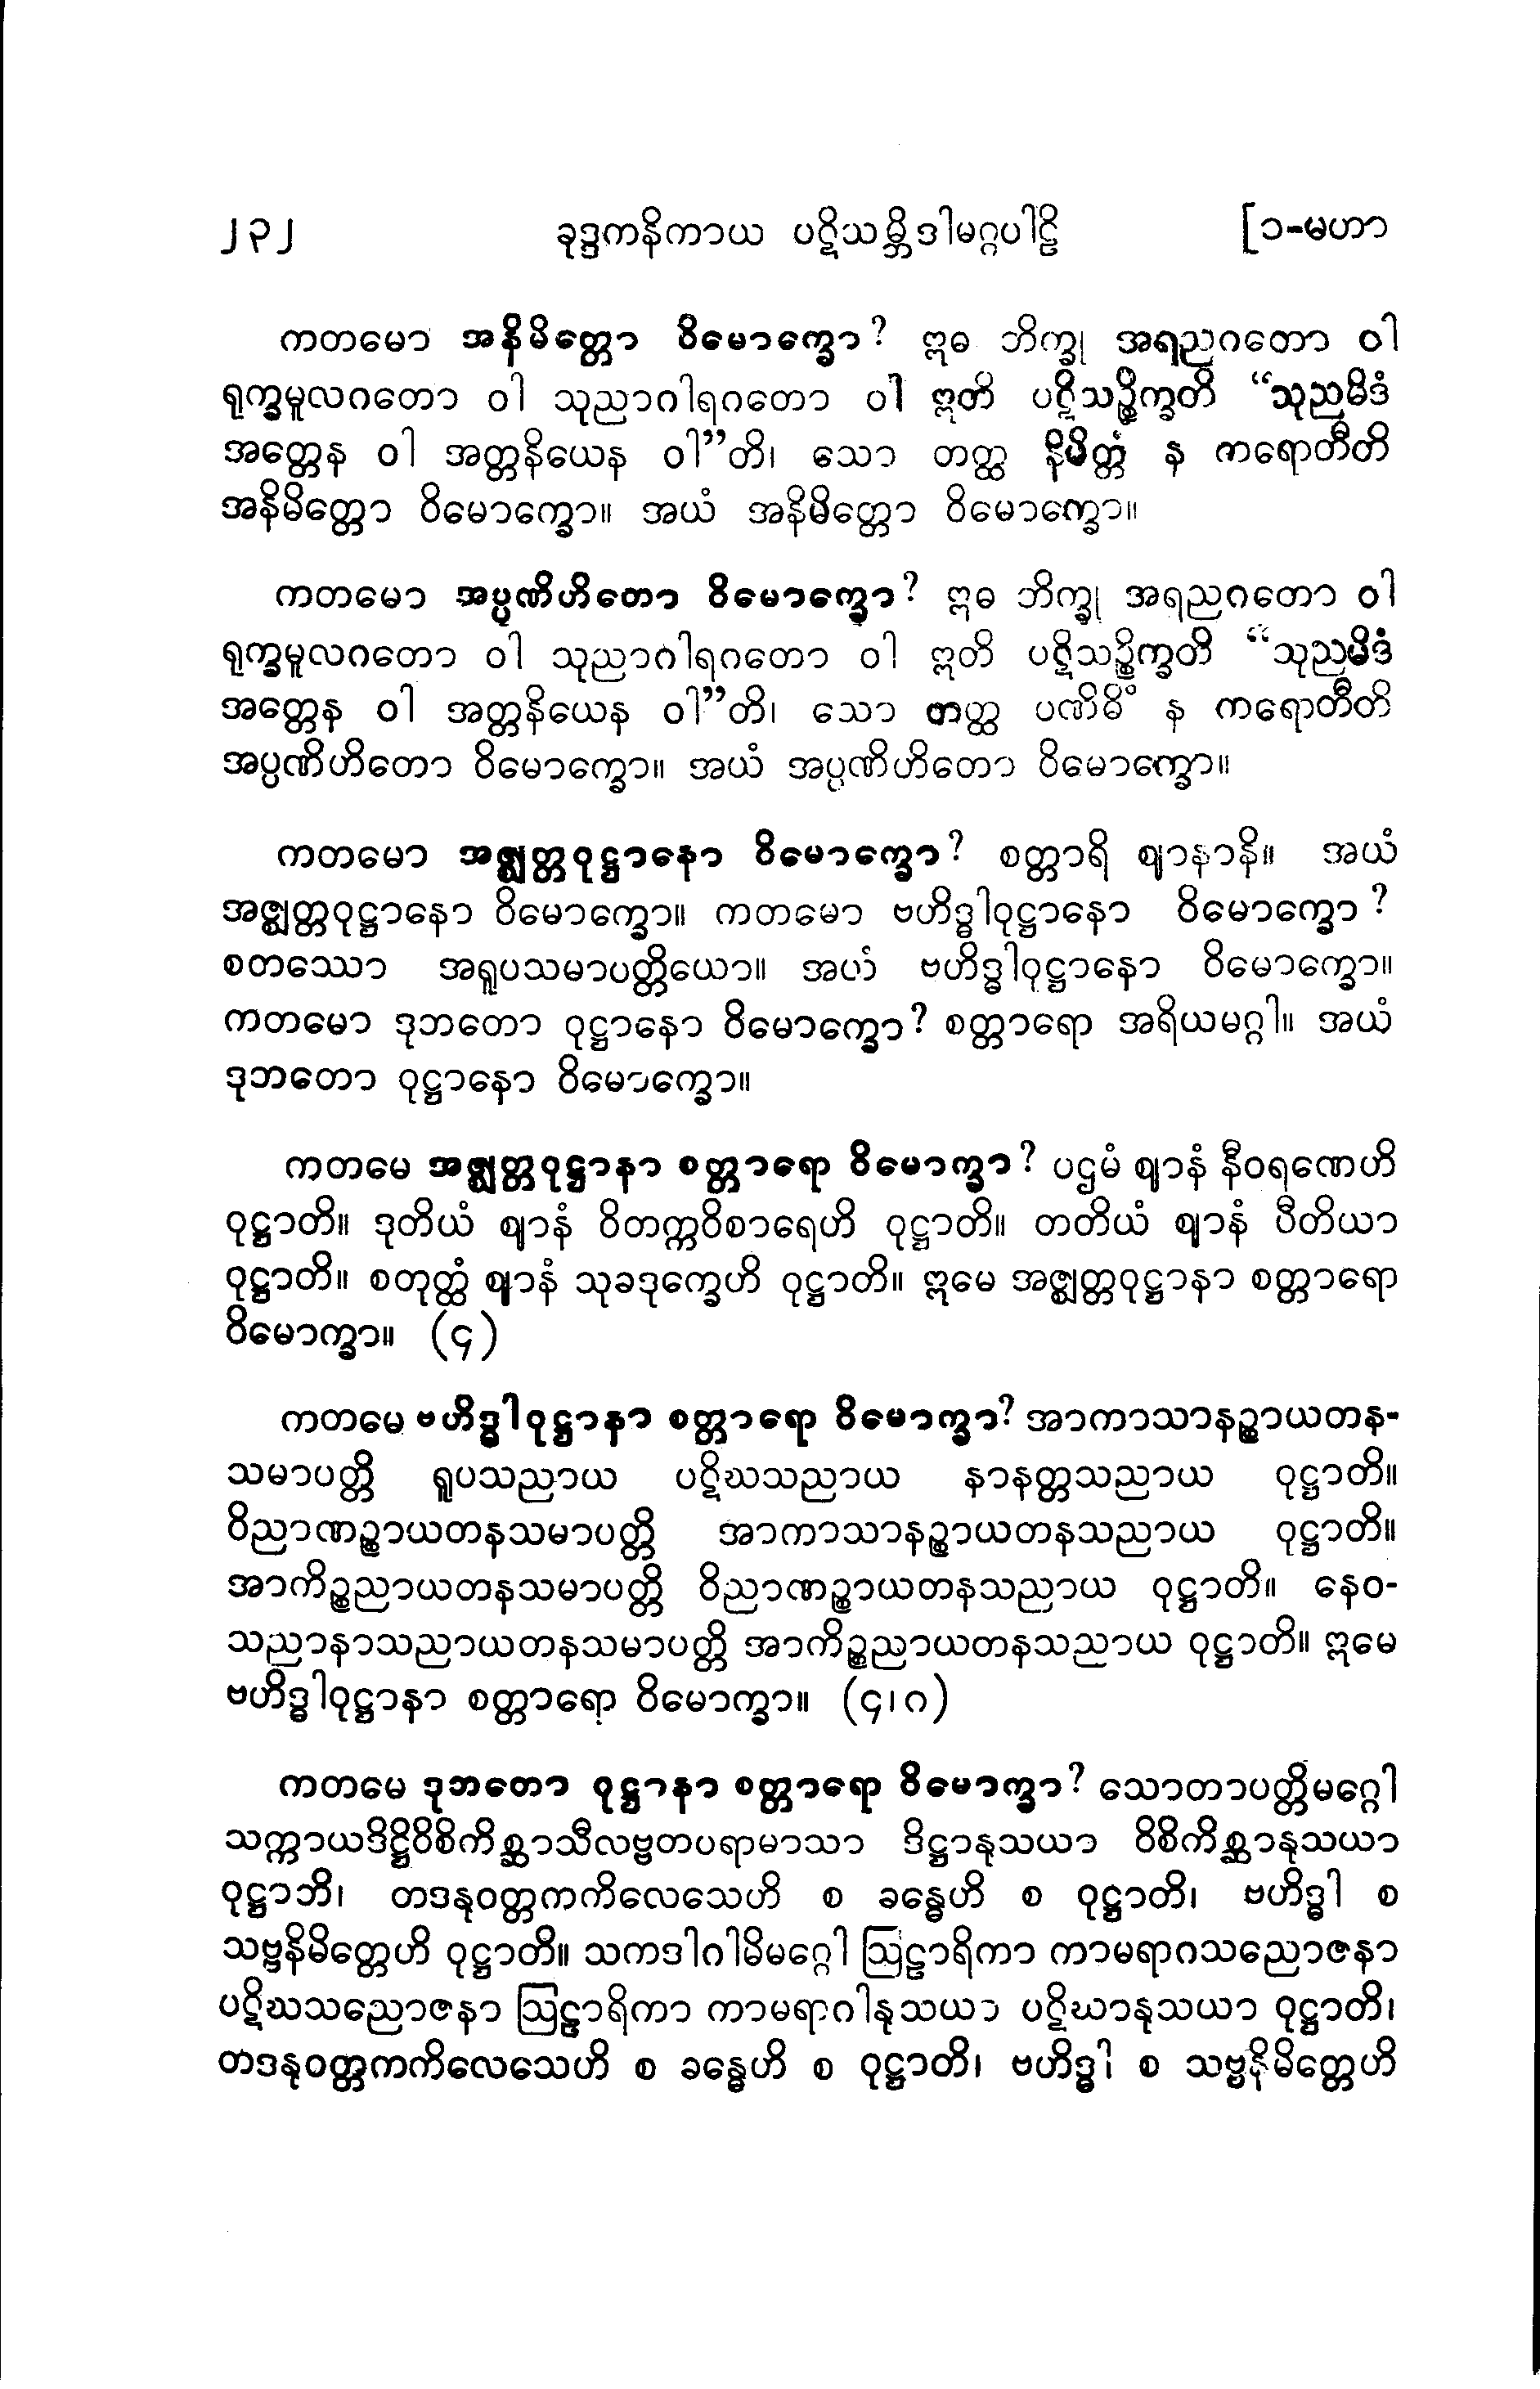 ၂၃၂ ခုဒ္ဒကနိကာယ ပဋိသမ္ဘိဒါမဂ္ဂပါဠိ [၁-မဟာ
ကတမော အနိမိတ္တော ဝိမောက္ခော? ဣဓ ဘိက္ခု အရညဂတော ဝါ
ရုက္ခမူလဂတော ဝါ သုညာဂါရဂတော ဝါ ဣတိ ပဋိသဉ္စိက္ခတိ “သုညမိဒံ
အတ္တေန ဝါ အတ္တနိယေန ဝါ”တိ၊ သော တတ္ထ နိမိတ္တံ န ကရောတီတိ
အနိမိတ္တော ဝိမောက္ခော။ အယံ အနိမိတ္တော ဝိမောက္ခော။
ကတမော အပ္ပဏိဟိတော ဝိမောက္ခော? ဣဓ ဘိက္ခု အရညဂတော ဝါ
ရုက္ခမူလဂတော ဝါ သုညာဂါရဂတော ဝါ ဣတိ ပဋိသဉ္စိက္ခတိ “သုညမိဒံ
အတ္တေန ဝါ အတ္တနိယေန ဝါ”တိ၊ သော တတ္ထ ပဏိဓိံ န ကရောတီတိ
အပ္ပဏိဟိတော ဝိမောက္ခော။ အယံ အပ္ပဏိဟိတော ဝိမောက္ခော။
ကတမော အဇ္ဈတ္တဝုဋ္ဌာနော ဝိမောက္ခော? စတ္တာရိ ဈာနာနိ။ အယံ
အဇ္ဈတ္တဝုဋ္ဌာနော ဝိမောက္ခော။ ကတမော ဗဟိဒ္ဓါဝုဋ္ဌာနော ဝိမောက္ခော?
စတဿော အရူပသမာပတ္တိယော။ အယံ ဗဟိဒ္ဓါဝုဋ္ဌာနော ဝိမောက္ခော။
ကတမော ဒုဘတော ဝုဋ္ဌာနော ဝိမောက္ခော? စတ္တာရော အရိယမဂ္ဂါ။ အယံ
ဒုဘတော ဝုဋ္ဌာနော ဝိမောက္ခော။
ကတမေ အဇ္ဈတ္တဝုဋ္ဌာနာ စတ္တာရော ဝိမောက္ခာ? ပဌမံ ဈာနံ နီဝရဏေဟိ
ဝုဋ္ဌာတိ။ ဒုတိယံ ဈာနံ ဝိတက္ကဝိစာရေဟိ ဝုဋ္ဌာတိ။ တတိယံ ဈာနံ ပီတိယာ
ဝုဋ္ဌာတိ။ စတုတ္ထံ ဈာနံ သုခဒုက္ခေဟိ ဝုဋ္ဌာတိ။ ဣမေ အဇ္ဈတ္တဝုဋ္ဌာနာ စတ္တာရော
ဝိမောက္ခာ။ (၄)
ကတမေ ဗဟိဒ္ဓါဝုဋ္ဌာနာ စတ္တာရော ဝိမောက္ခာ? အာကာသာနဉ္စာယတန-
သမာပတ္တိ ရူပသညာယ ပဋိဃသညာယ နာနတ္တသညာယ ဝုဋ္ဌာတိ။
ဝိညာဏဉ္စာယတနသမာပတ္တိ အာကာသာနဉ္စာယတနသညာယ ဝုဋ္ဌာတိ။
အာကိဉ္စညာယတနသမာပတ္တိ ဝိညာဏဉ္စာယတနသညာယ ဝုဋ္ဌာတိ။ နေဝ-
သညာနာသညာယတနသမာပတ္တိ အာကိဉ္စညာယတနသညာယ ဝုဋ္ဌာတိ။ ဣမေ
ဗဟိဒ္ဓါဝုဋ္ဌာနာ စတ္တာရော ဝိမောက္ခာ။ (၄၊ ဂ)
ကတမေ ဒုဘတော ဝုဋ္ဌာနာ စတ္တာရော ဝိမောက္ခာ? သောတာပတ္တိမဂ္ဂေါ
သက္ကာယဒိဋ္ဌိဝိစိကိစ္ဆာသီလဗ္ဗတပရာမာသာ ဒိဋ္ဌာနုသယာ ဝိစိကိစ္ဆာနုသယာ
ဝုဋ္ဌာဘိ၊ တဒနုဝတ္တကကိလေသေဟိ စ ခန္ဓေဟိ စ ဝုဋ္ဌာတိ၊ ဗဟိဒ္ဓါ စ
သဗ္ဗနိမိတ္တေဟိ ဝုဋ္ဌာတိ။ သကဒါဂါမိမဂ္ဂေါ ဩဠာရိကာ ကာမရာဂသညောဇနာ
ပဋိဃသညောဇနာ ဩဠာရိကာ ကာမရာဂါနုသယာ ပဋိဃာနုသယာ ဝုဋ္ဌာတိ၊
တဒနုဝတ္တကကိလေသေဟိ စ ခန္ဓေဟိ စ ဝုဋ္ဌာတိ၊ ဗဟိဒ္ဓါ စ သဗ္ဗနိမိတ္တေဟိ